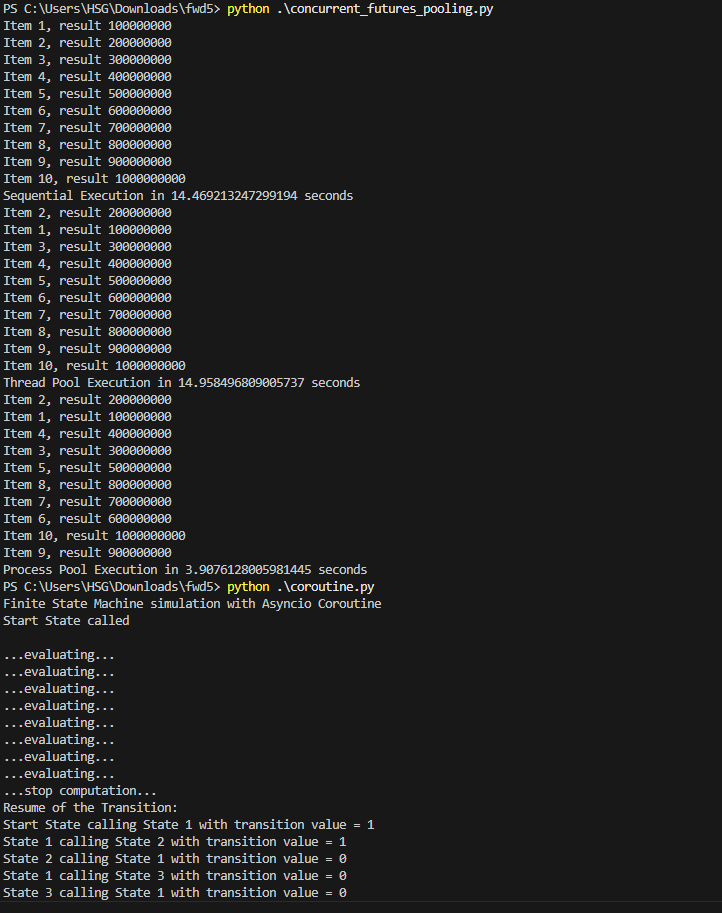 PS C:\Users\HSG\Downloads\fwd5> python .\concurrent_futures_pooling.py
Item 1, result 100000000
Item 2, result 200000000
Item 3, result 300000000
Item 4, result 400000000
Item 5, result 500000000
Item 6, result 600000000
Item 7, result 700000000
Item 8, result 800000000
Item 9, result 900000000
Item 10, result 1000000000
Sequential Execution in 14.469213247299194 seconds
Item 2, result 200000000
Item 1, result 100000000
Item 3, result 300000000
Item 4, result 400000000
Item 5, result 500000000
Item 6, result 600000000
Item 7, result 700000000
Item 8, result 800000000
Item 9, result 900000000
Item 10, result 1000000000
Thread Pool Execution in 14.958496809005737 seconds
Item 2, result 200000000
Item 1, result 100000000
Item 4, result 400000000
Item 3, result 300000000
Item 5, result 500000000
Item 8, result 800000000
Item 7, result 700000000
Item 6, result 600000000
Item 10, result 1000000000
Item 9, result 900000000
Process Pool Execution in 3.9076128005981445 seconds
PS C:\Users\HSG\Downloads\fwd5> python .\coroutine.py
Finite State Machine simulation with Asyncio Coroutine
Start State called
...evaluating...
...evaluating...
...evaluating...
...evaluating...
...evaluating...
...evaluating...
...evaluating...
...evaluating...
...stop computation...
Resume of the Transition:
Start State calling State 1 with transition value = 1
State 1 calling State 2 with transition value = 1
State 2 calling State 1 with transition value = 0
State 1 calling State 3 with transition value = 0
State 3 calling State 1 with transition value = 0